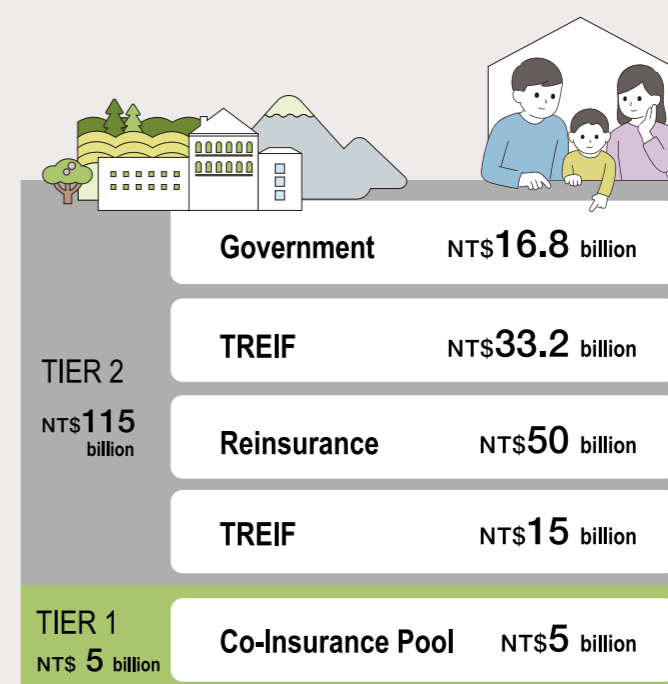 Government NT$16.8 billion
TREIF NT$33.2 billion
TIER 2
NT$115
billion
Reinsurance NT$50 billion
TREIF NT$15 billion
TIER 1
NT$ 5 billion
Co-Insurance Pool NT$5 billion